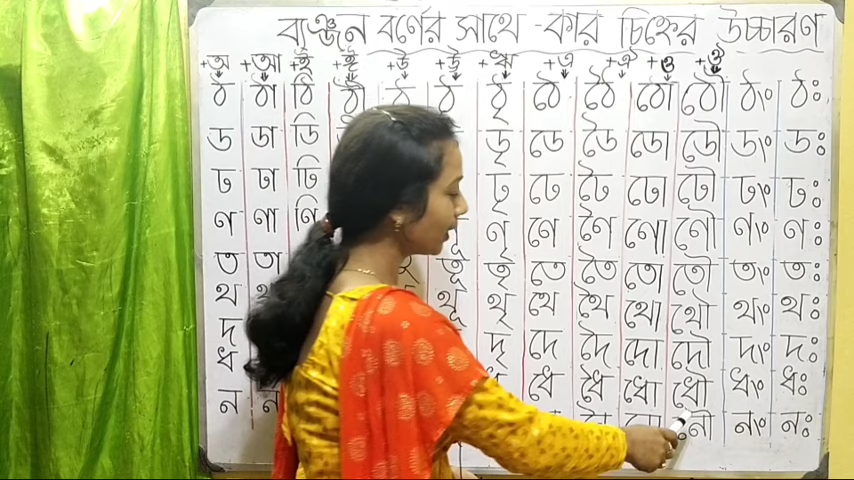 ব্যঞ্জন বর্ণের সাথে -কার চিহ্নের উচ্চারণ
+অ +আ +ই +ঈ +উ +ঊ +ঋ +এ +ঐ +ও +ঔ
ঠ ঠা ঠি ঠী ঠৃ ঠে ঠৈ ঠো ঠৌ ঠং ঠঃ
ড ডা ডি ডৃ ডে ডৈ ডো ডৌ ডং ডঃ
ঢ ঢা ঢি ঢৃ ঢে ঢৈ ঢো ঢৌ ঢং ঢঃ
ণ ণা ণি ণৃ ণে ণৈ ণো ণৌ ণং ণঃ
ত তা তূ তৃ তে তৈ তো তৌ তং তঃ
থ থূ থৃ থে থৈ থো থৌ থং থঃ
দ দৃ দে দৈ দো দৌ দং দঃ
ধ ধে ধৈ ধো ধৌ ধং ধঃ
ন নৌ নং নঃ